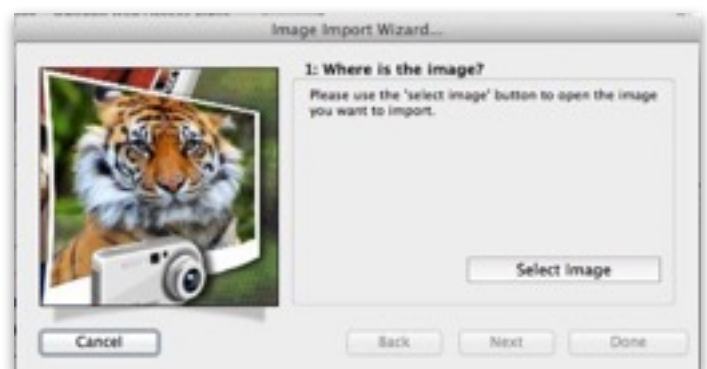 Image Import Wizard...
1: Where is the image?
Please use the 'select image' button to open the image
you want to import.
Select Image
Cancel
Back
Next
Done